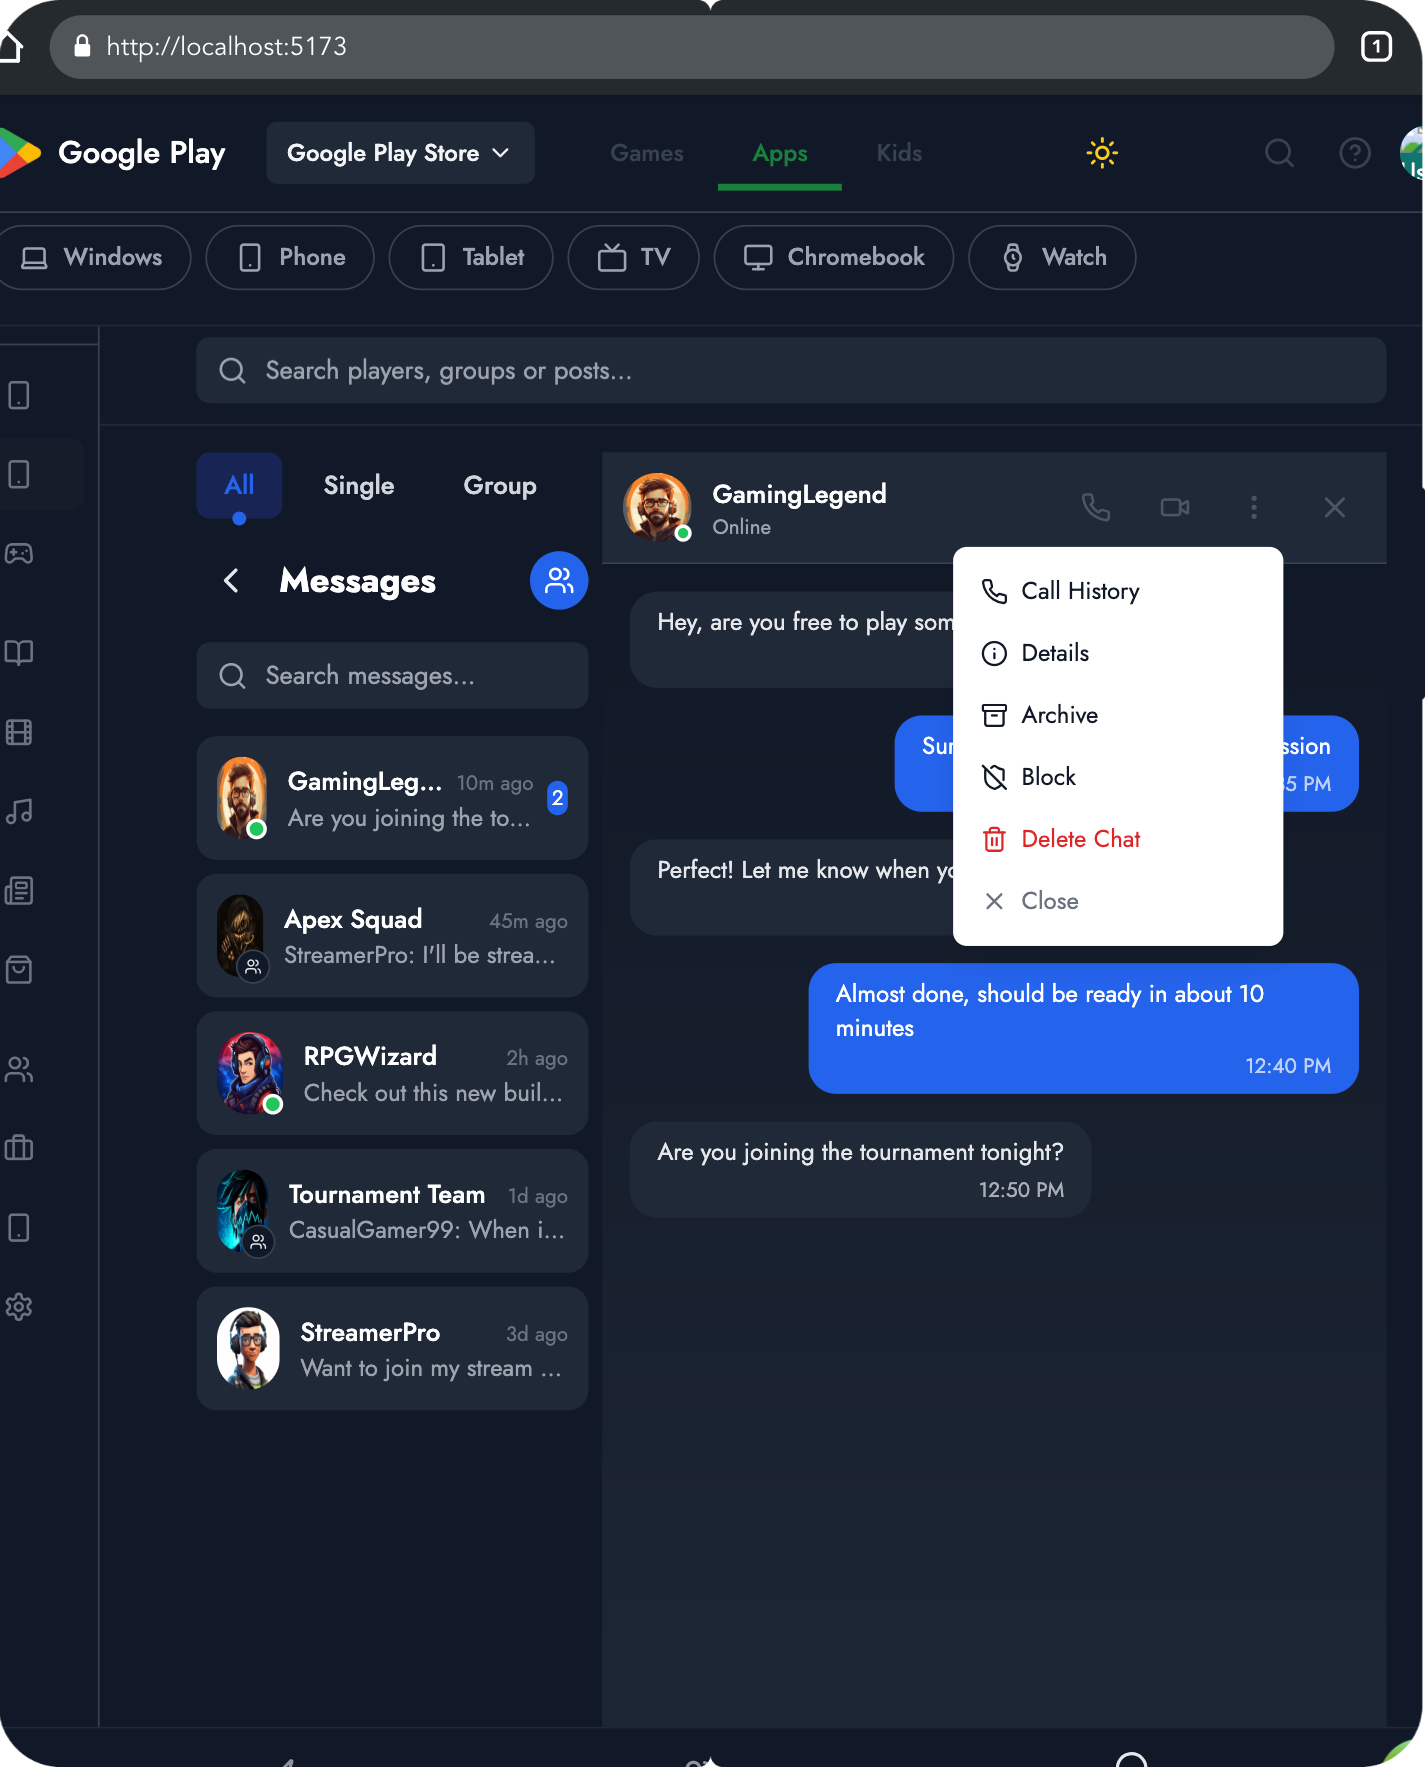 http://localhost:5173
1
Google Play
Google Play Store
Games
Apps
Kids
Windows
Phone
Tablet
TV
Chromebook
Watch
Search players, groups or posts...
All
Single
Group
Messages
Search messages...
GamingLeg...
10m ago
Are you joining the to...
2
Apex Squad
45m ago
StreamerPro: I'll be strea...
RPGWizard
2h ago
Check out this new buil...
Tournament Team
1d ago
CasualGamer99: When i...
StreamerPro
3d ago
Want to join my stream ...
GamingLegend
Online
Call History
Details
Archive
Block
Delete Chat
Close
Hey, are you free to play som
Sur
ssion
35 PM
Perfect! Let me know when yo
Almost done, should be ready in about 10
minutes
12:40 PM
Are you joining the tournament tonight?
12:50 PM